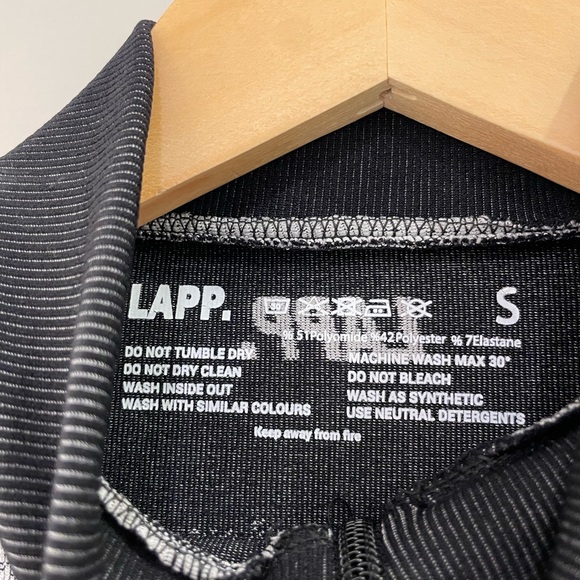 LAPP. S
% 51Polyomide %42Polyester % 7Elastane
DO NOT TUMBLE DRY
DO NOT DRY CLEAN
WASH INSIDE OUT
WASH WITH SIMILAR COLOURS
MACHINE WASH MAX 30°
DO NOT BLEACH
WASH AS SYNTHETIC
USE NEUTRAL DETERGENTS
Keep away from fire